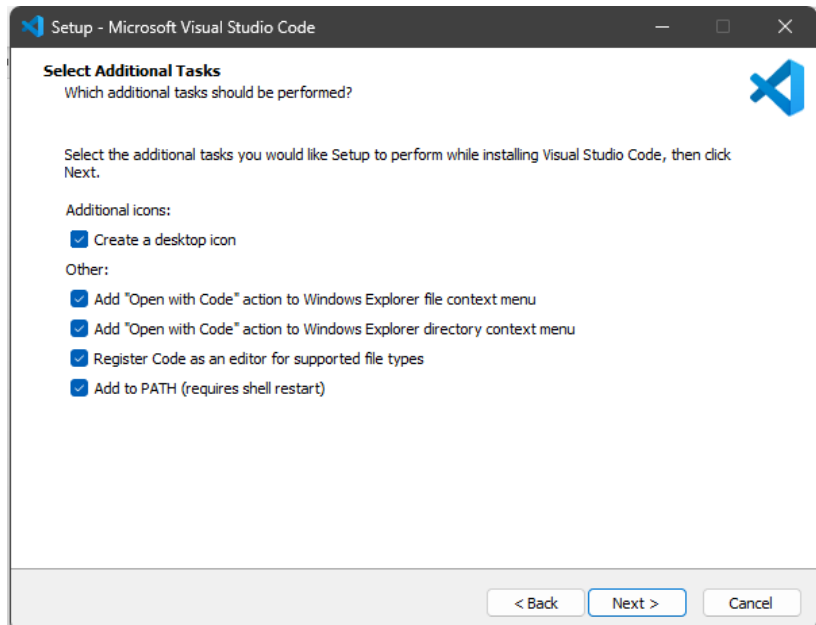 Setup - Microsoft Visual Studio Code
Select Additional Tasks
Which additional tasks should be performed?
Select the additional tasks you would like Setup to perform while installing Visual Studio Code, then click
Next.
Additional icons:
Create a desktop icon
Other:
Add "Open with Code" action to Windows Explorer file context menu
Add "Open with Code" action to Windows Explorer directory context menu
Register Code as an editor for supported file types
Add to PATH (requires shell restart)
< Back Next > Cancel